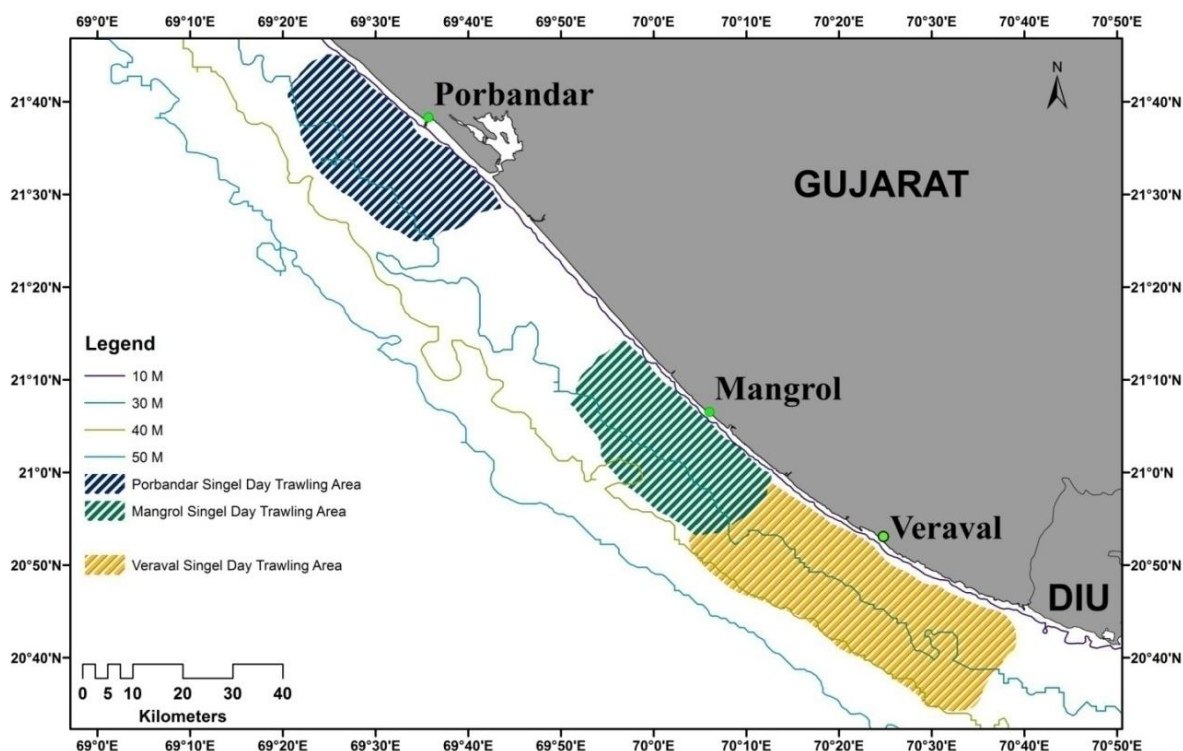 69°0'E 69°10'E 69°20'E 69°30'E 69°40'E 69°50'E 70°0'E 70°10'E 70°20'E 70°30'E 70°40'E 70°50'E
N
21°40'N Porbandar 21°40'N
GUJARAT
21°30'N 21°30'N
21°20'N 21°20'N
Legend
10 M
30 M
40 M
50 M
Porbandar Singel Day Trawling Area
Mangrol Singel Day Trawling Area
Veraval Singel Day Trawling Area
21°10'N Mangrol 21°10'N
21°0'N 21°0'N
Veraval
20°50'N 20°50'N
DIU
20°40'N 20°40'N
0 5 10 20 30 40
Kilometers
69°0'E 69°10'E 69°20'E 69°30'E 69°40'E 69°50'E 70°0'E 70°10'E 70°20'E 70°30'E 70°40'E 70°50'E